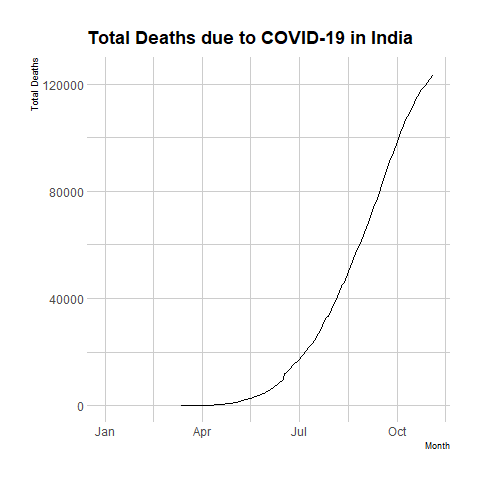 Total Deaths due to COVID-19 in India
Total Deaths
120000
80000
40000
0
Jan Apr Jul Oct
Month